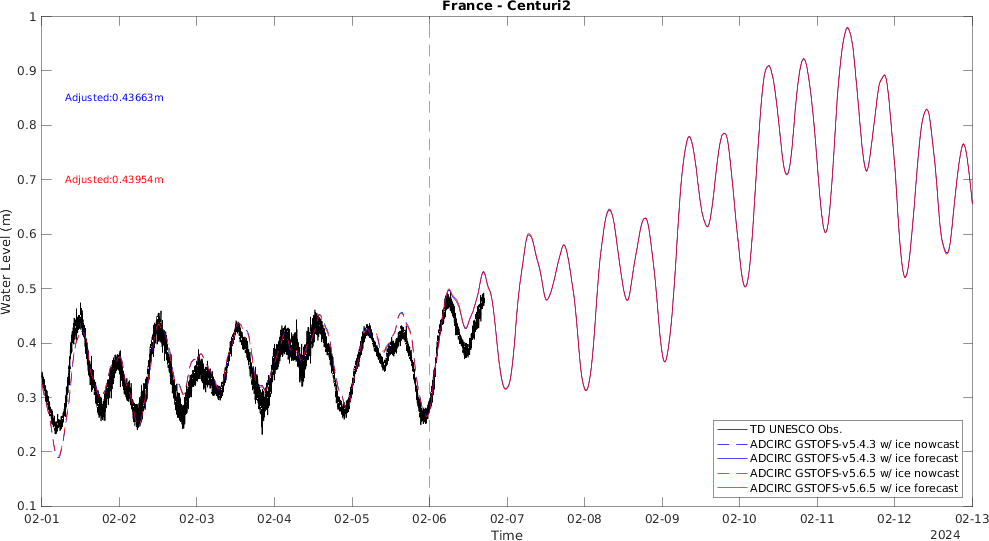 France - Centuri2
1
0.9
0.8
0.7
0.6
0.5
0.4
0.3
0.2
0.1
Water Level (m)
Adjusted:0.43663m
Adjusted:0.43954m
TD UNESCO Obs.
ADCIRC GSTOFS-v5.4.3 w/ ice nowcast
ADCIRC GSTOFS-v5.4.3 w/ ice forecast
ADCIRC GSTOFS-v5.6.5 w/ ice nowcast
ADCIRC GSTOFS-v5.6.5 w/ ice forecast
02-01 02-02 02-03 02-04 02-05 02-06 02-07 02-08 02-09 02-10 02-11 02-12 02-13
Time
2024